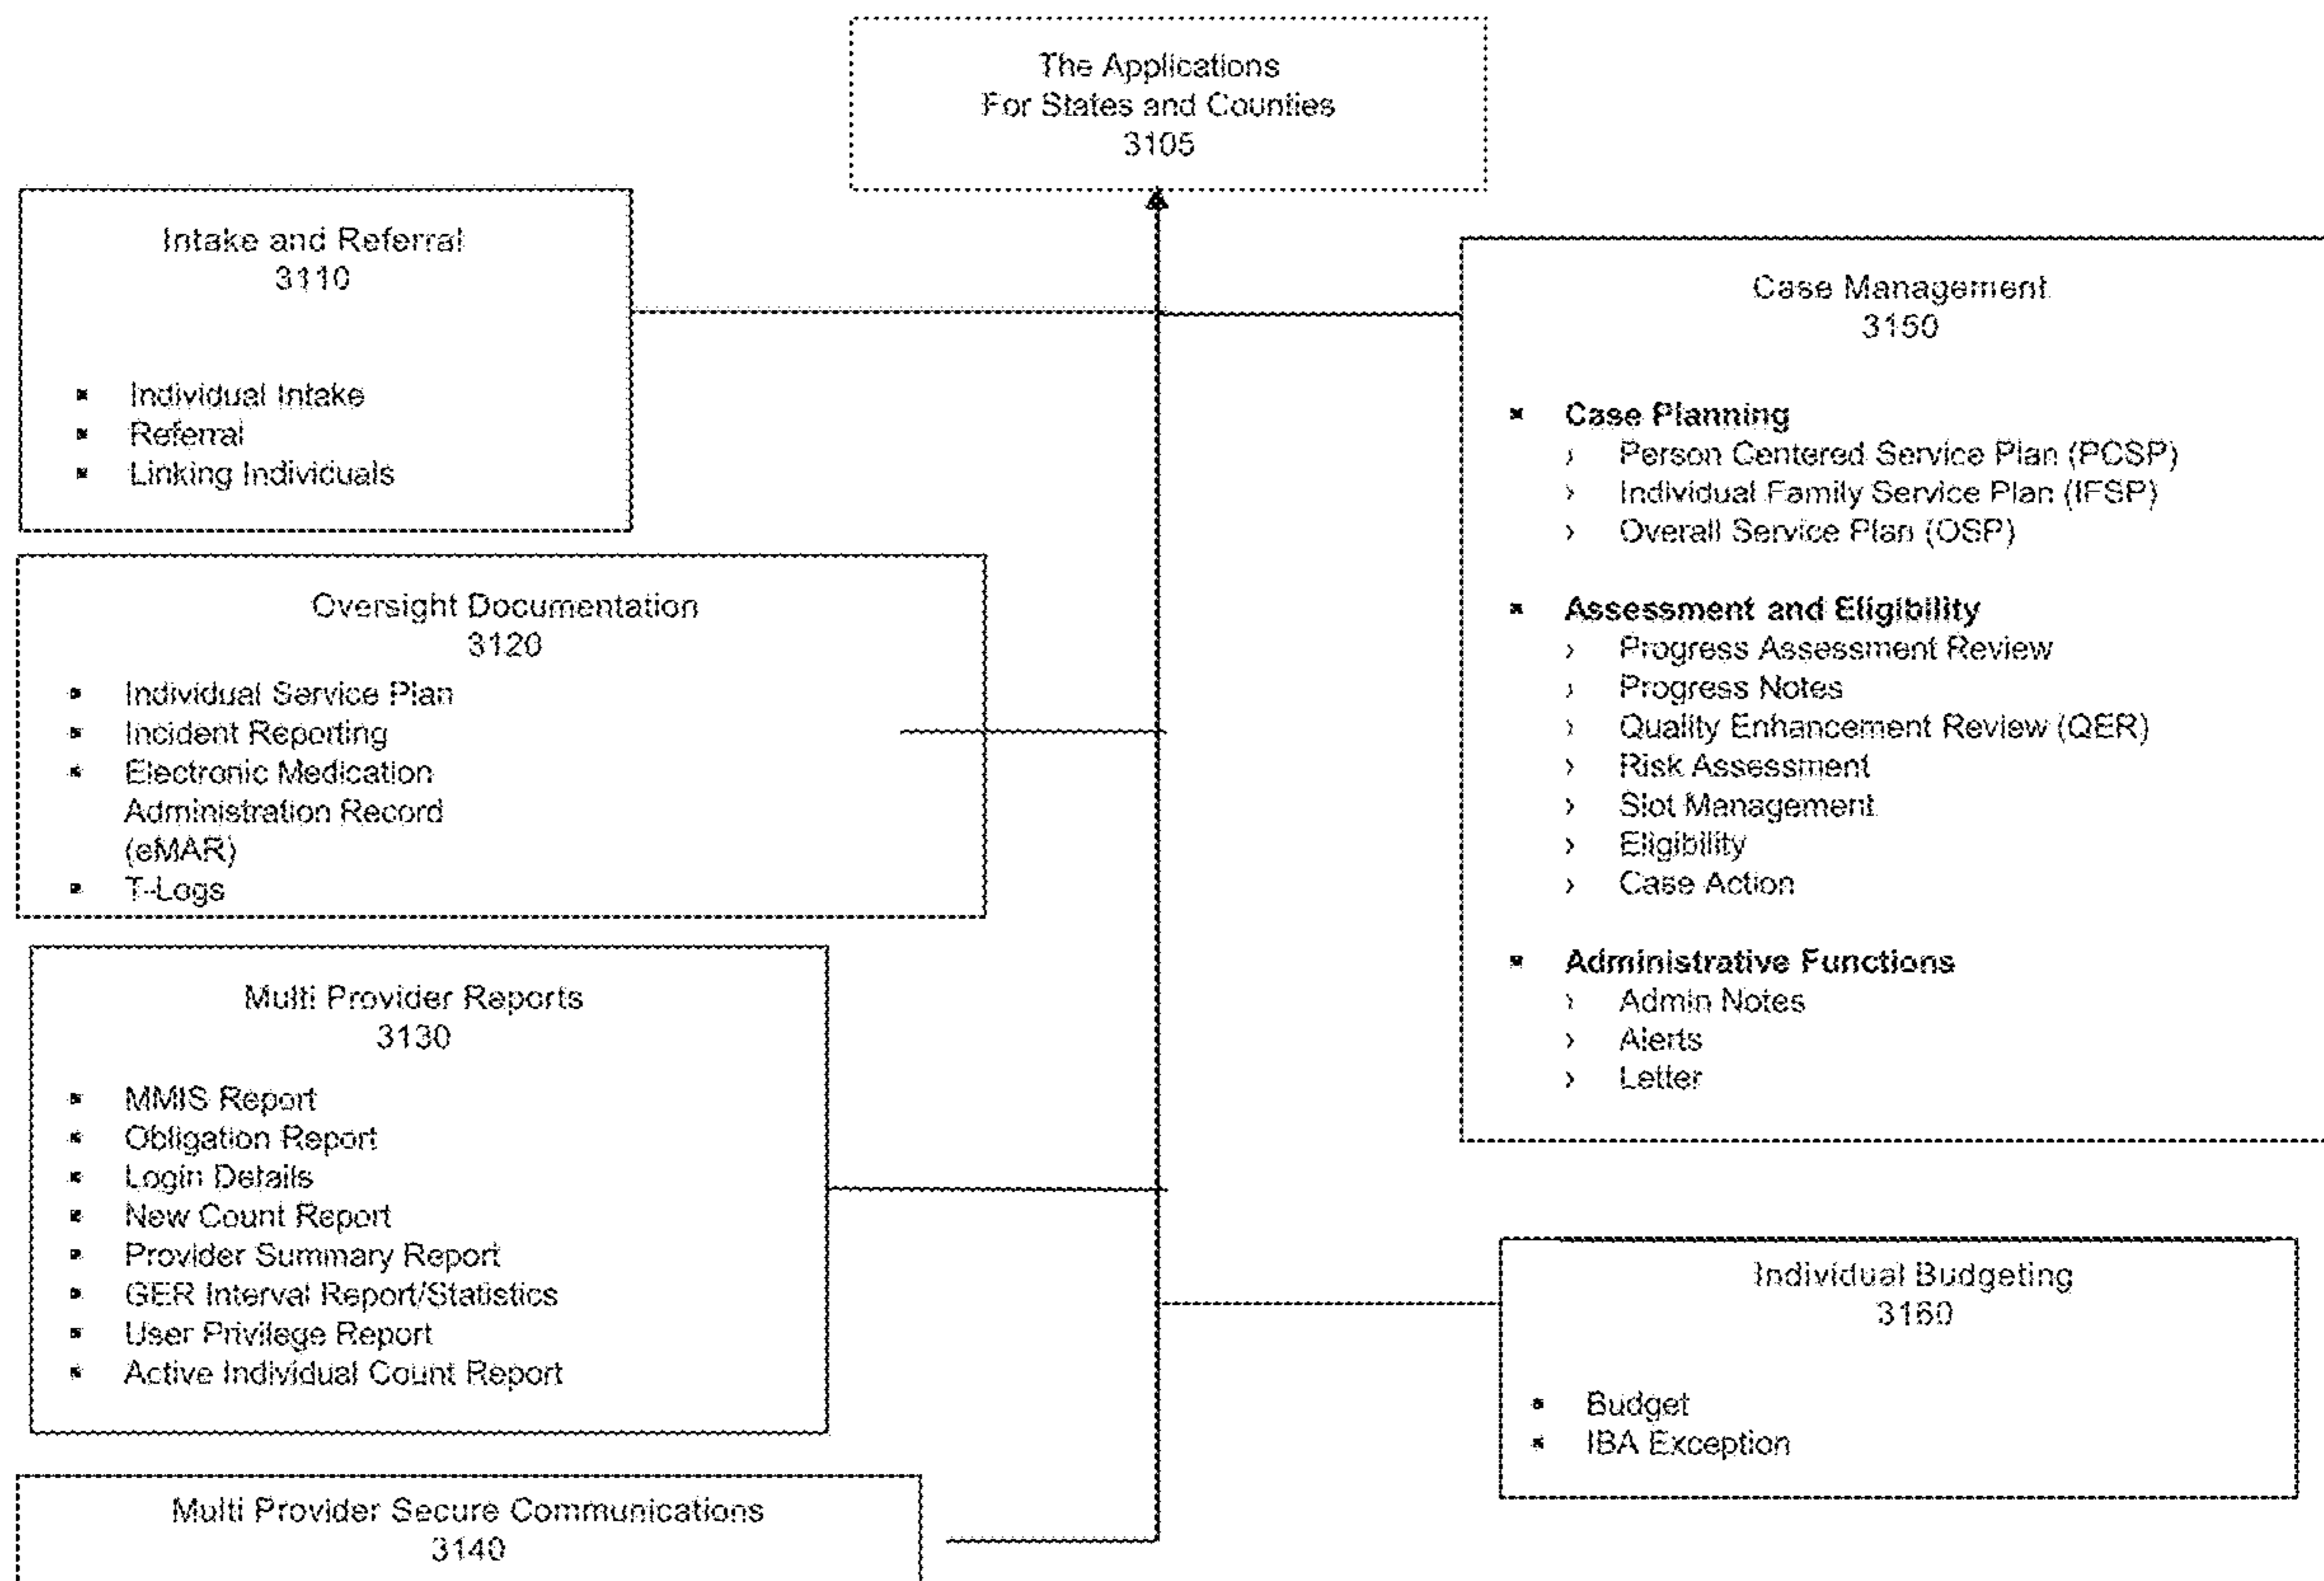 The Applications
For States and Counties
3105
Intake and Referral
3110
Individual Intake
Referral
Linking Individuals
Oversight Documentation
3120
Individual Service Plan
Incident Reporting
Electronic Medication
Administration Record
(eMAR)
T-Logs
Multi Provider Reports
3130
MMIS Report
Obligation Report
Login Details
New Count Report
Provider Summary Report
GER Interval Report/Statistics
User Privilege Report
Active Individual Count Report
Multi Provider Secure Communications
3140
Case Management
3150
Case Planning
Person Centered Service Plan (PCSP)
Individual Family Service Plan (IFSP)
Overall Service Plan (OSP)
Assessment and Eligibility
Progress Assessment Review
Progress Notes
Quality Enhancement Review (QER)
Risk Assessment
Slot Management
Eligibility
Case Action
Administrative Functions
Admin Notes
Alerts
Letter
Individual Budgeting
3160
Budget
IBA Exception